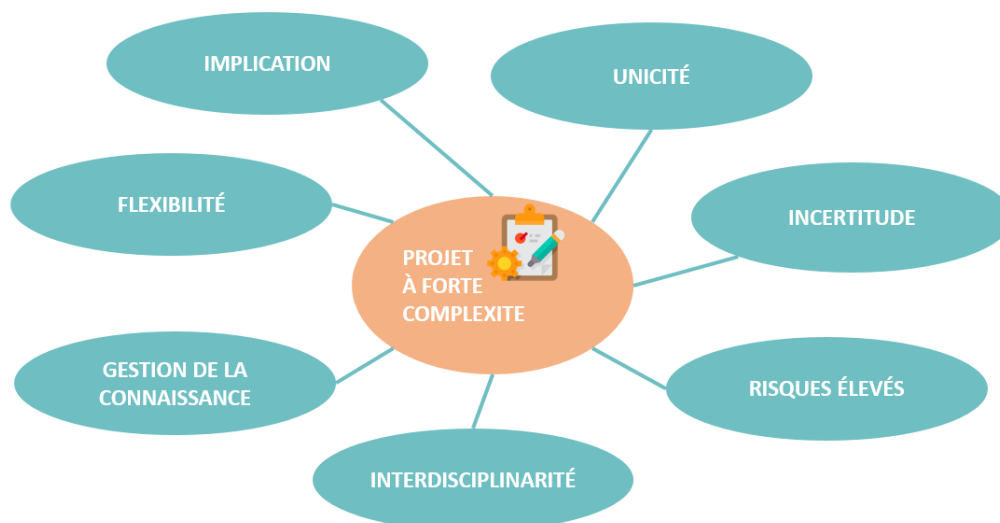 IMPLICATION
UNICITÉ
FLEXIBILITÉ
INCERTITUDE
PROJET
À FORTE
COMPLEXITE
GESTION DE LA
CONNAISSANCE
RISQUES ÉLEVÉS
INTERDISCIPLINARITÉ